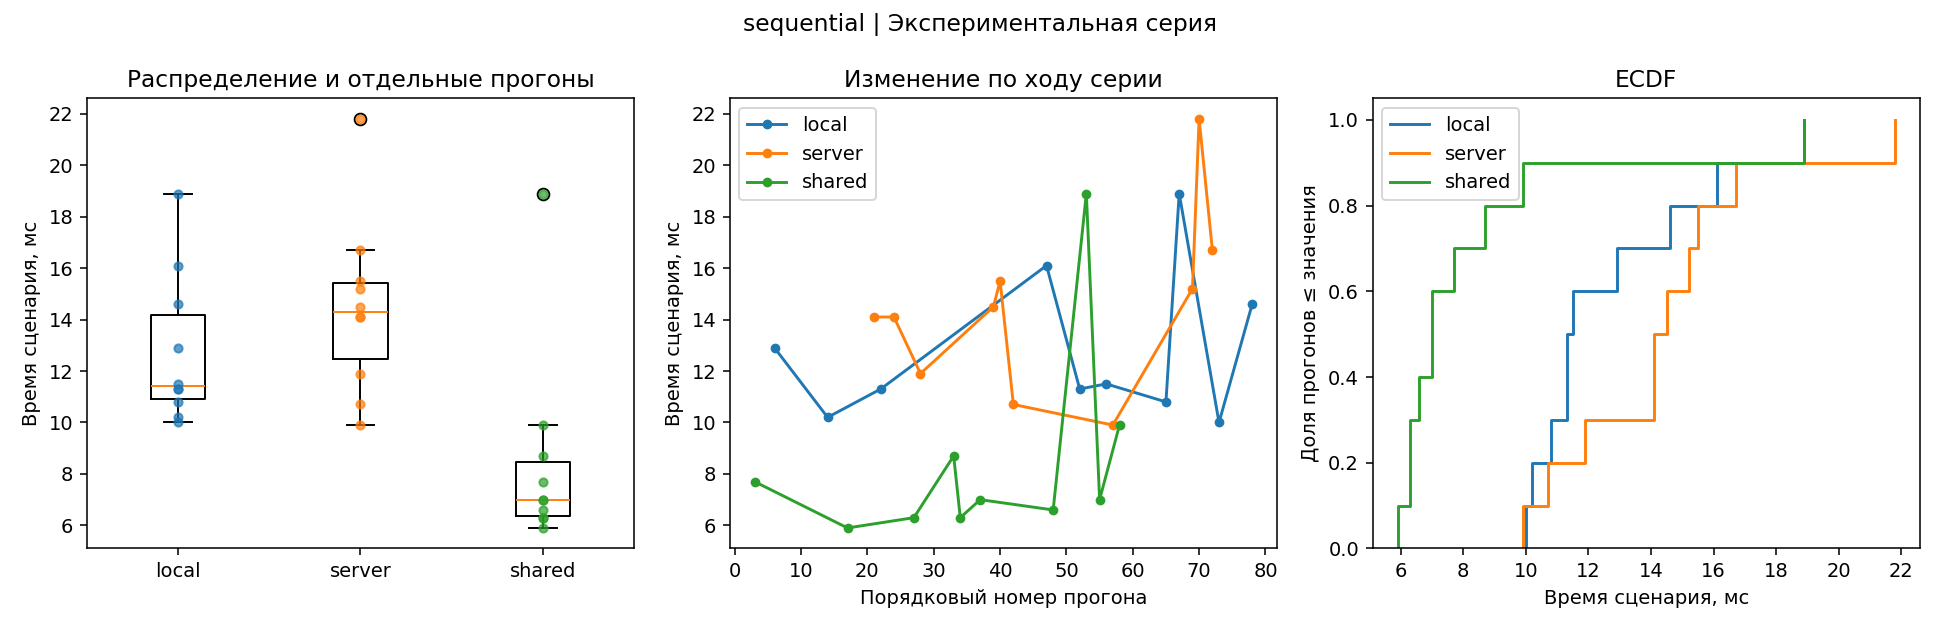 sequential | Экспериментальная серия
Распределение и отдельные прогоны
Время сценария, мс
22
20
18
16
14
12
10
8
6
local server shared
Изменение по ходу серии
Время сценария, мс
22
20
18
16
14
12
10
8
6
local
server
shared
0 10 20 30 40 50 60 70 80
Порядковый номер прогона
ECDF
Доля прогонов ≤ значения
1.0
0.8
0.6
0.4
0.2
0.0
local
server
shared
6 8 10 12 14 16 18 20 22
Время сценария, мс